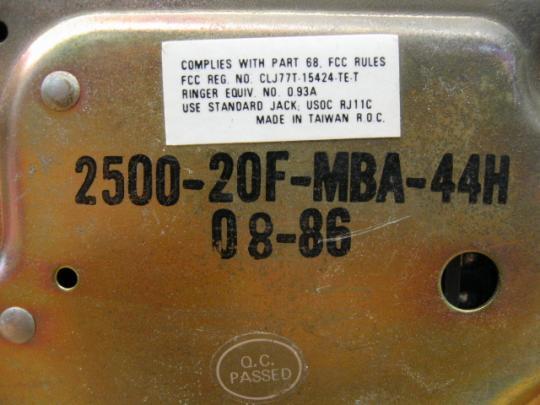 COMPLIES WITH PART 68, FCC RULES
FCC REG. NO. CLJ77T-15424-TE-T
RINGER EQUIV. NO. 0.93A
USE STANDARD JACK; USOC RJ11C
MADE IN TAIWAN R.O.C.
2500-20F-MBA-44H
08-86
Q.C.
PASSED